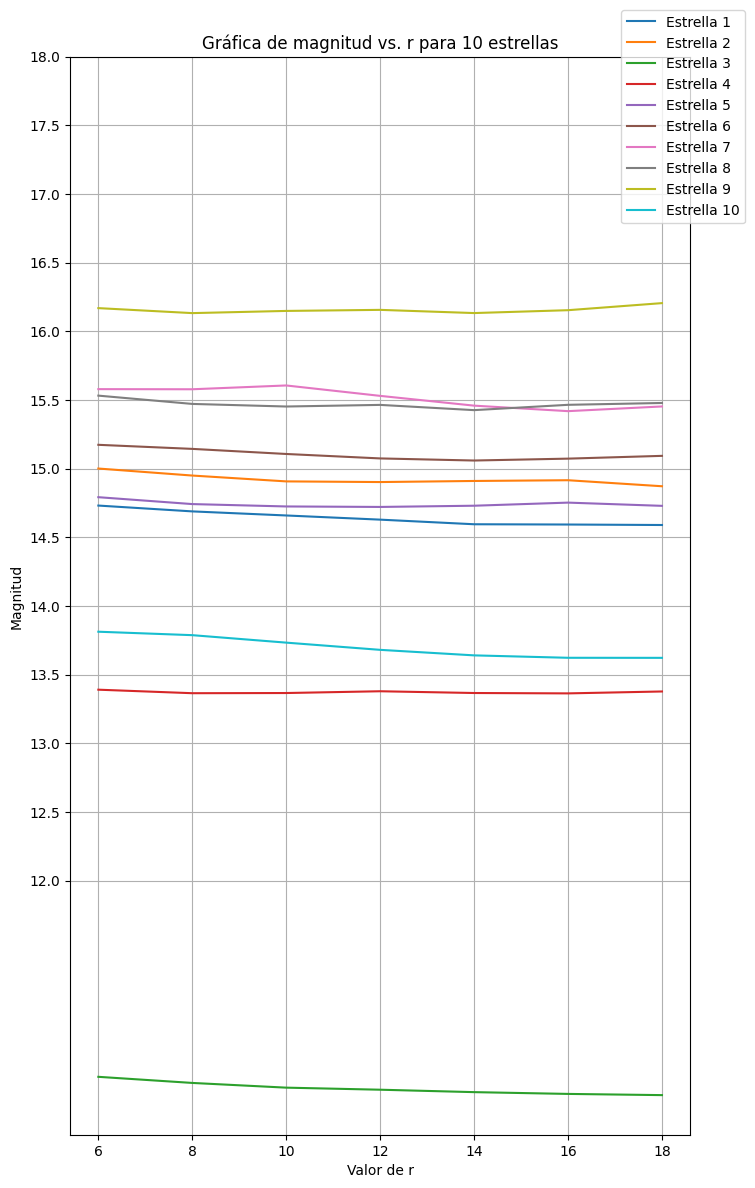 Gráfica de magnitud vs. r para 10 estrellas
Estrella 1
Estrella 2
Estrella 3
Estrella 4
Estrella 5
Estrella 6
Estrella 7
Estrella 8
Estrella 9
Estrella 10
18.0
17.5
17.0
16.5
16.0
15.5
15.0
14.5
14.0
13.5
13.0
12.5
12.0
Magnitud
6 8 10 12 14 16 18
Valor de r